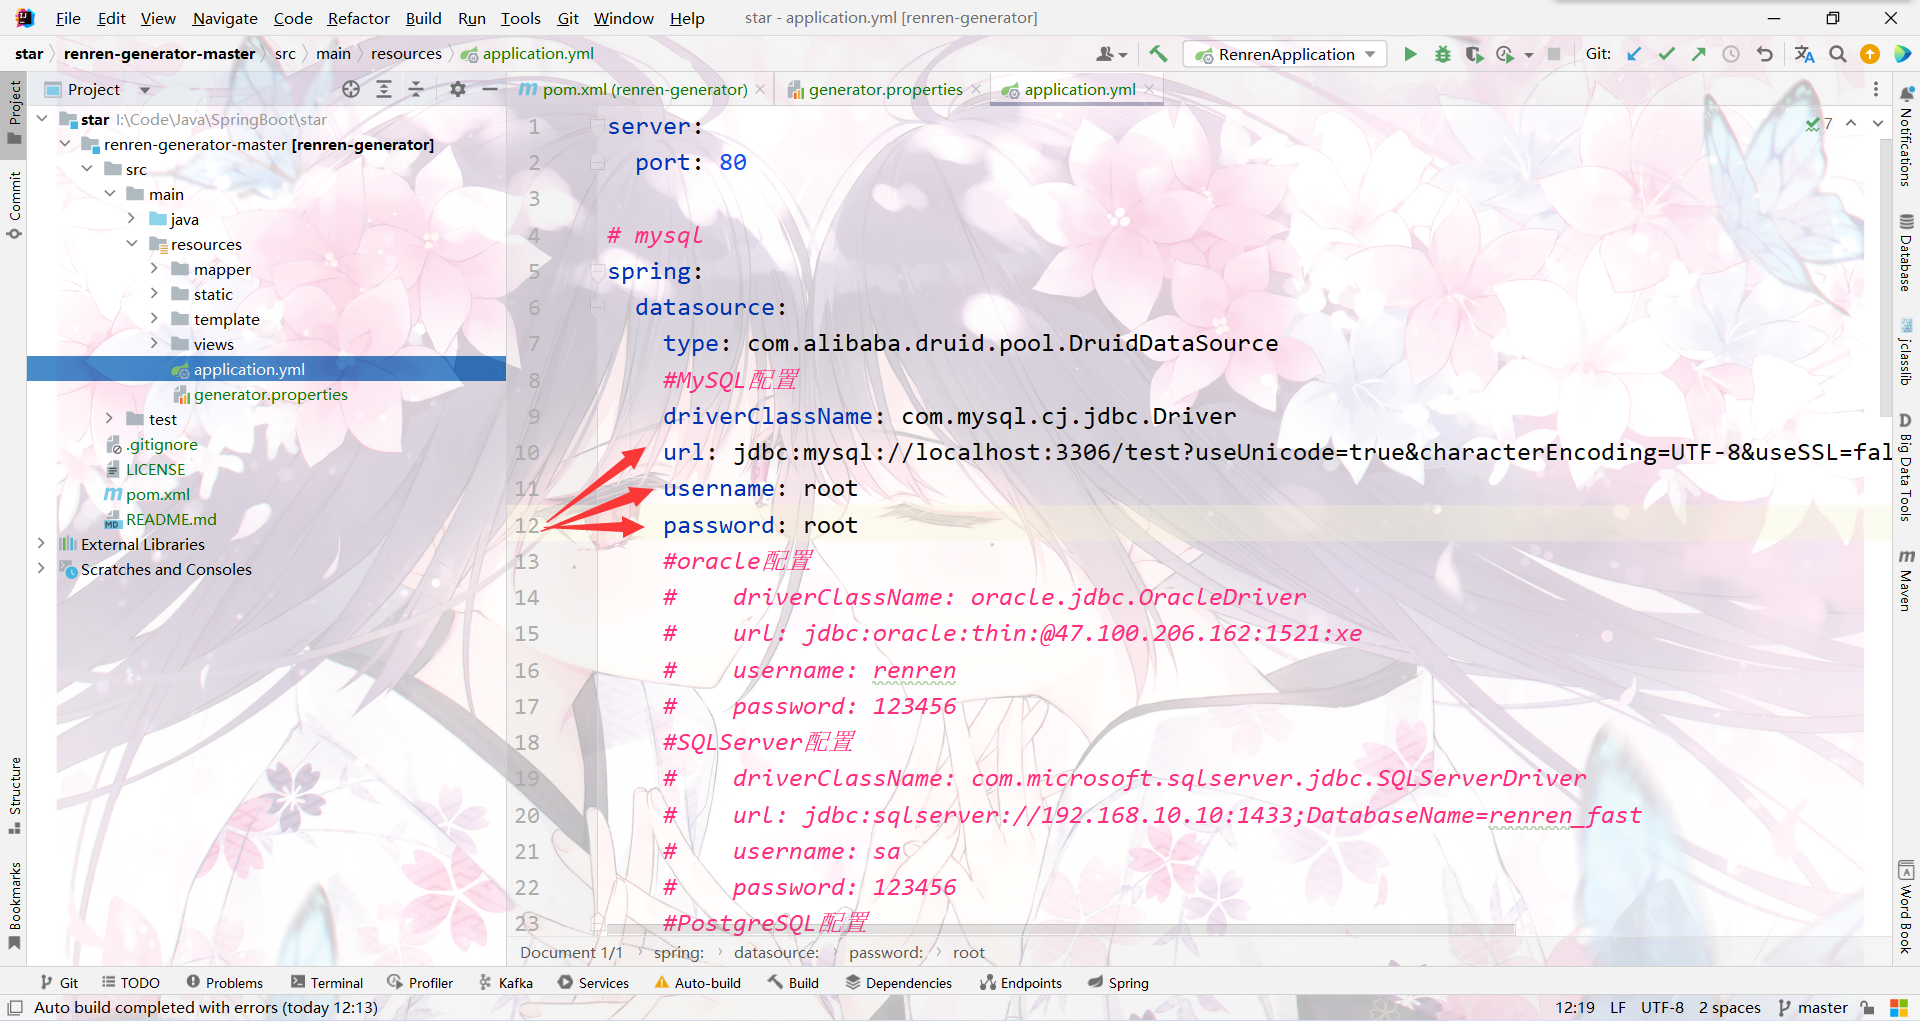 File Edit View Navigate Code Refactor Build Run Tools Git Window Help star - application.yml [renren-generator]
star renren-generator-master src main resources application.yml RenrenApplication Git:
Project pom.xml (renren-generator) generator.properties application.yml
Project
Commit
Structure
Bookmarks
star I:\Code\Java\SpringBoot\star
renren-generator-master [renren-generator]
src
main
java
resources
mapper
static
template
views
application.yml
generator.properties
test
.gitignore
LICENSE
pom.xml
README.md
External Libraries
Scratches and Consoles
7
1 server:
2 port: 80
3
4 # mysql
5 spring:
6 datasource:
7 type: com.alibaba.druid.pool.DruidDataSource
8 #MySQL配置
9 driverClassName: com.mysql.cj.jdbc.Driver
10 url: jdbc:mysql://localhost:3306/test?useUnicode=true&characterEncoding=UTF-8&useSSL=fal
11 username: root
12 password: root
13 #oracle配置
14 # driverClassName: oracle.jdbc.OracleDriver
15 # url: jdbc:oracle:thin:@47.100.206.162:1521:xe
16 # username: renren
17 # password: 123456
18 #SQLServer配置
19 # driverClassName: com.microsoft.sqlserver.jdbc.SQLServerDriver
20 # url: jdbc:sqlserver://192.168.10.10:1433;DatabaseName=renren_fast
21 # username: sa
22 # password: 123456
23 #PostgreSQL配置
Notifications
Database
jclasslib
Big Data Tools
Maven
Word Book
Document 1/1 spring: datasource: password: root
Git TODO Problems Terminal Profiler Kafka Services Auto-build Build Dependencies Endpoints Spring
Auto build completed with errors (today 12:13) 12:19 LF UTF-8 2 spaces master